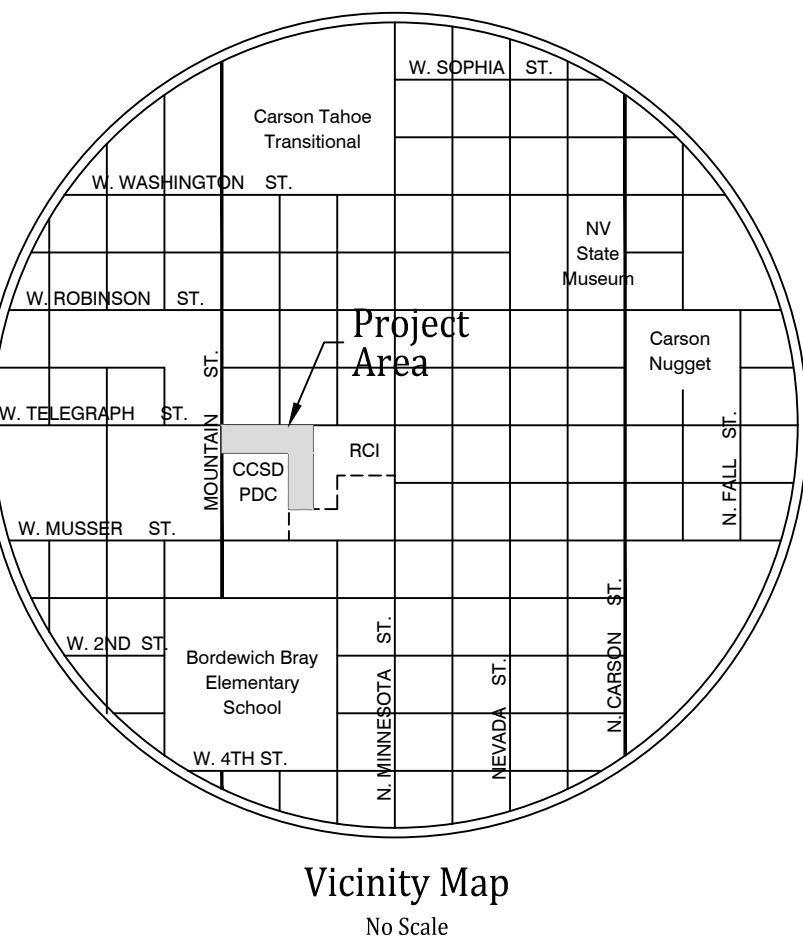 W. SOPHIA ST.
Carson Tahoe
Transitional
W. WASHINGTON ST.
NV
State
Museum
W. ROBINSON ST.
Project
Area
Carson
Nugget
MOUNTAIN ST.
W. TELEGRAPH ST.
N. FALL ST.
RCI
CCSD
PDC
W. MUSSER ST.
N. CARSON ST.
W. 2ND ST.
Bordewich Bray
Elementary
School
N. MINNESOTA ST.
NEVADA ST.
W. 4TH ST.
Vicinity Map
No Scale